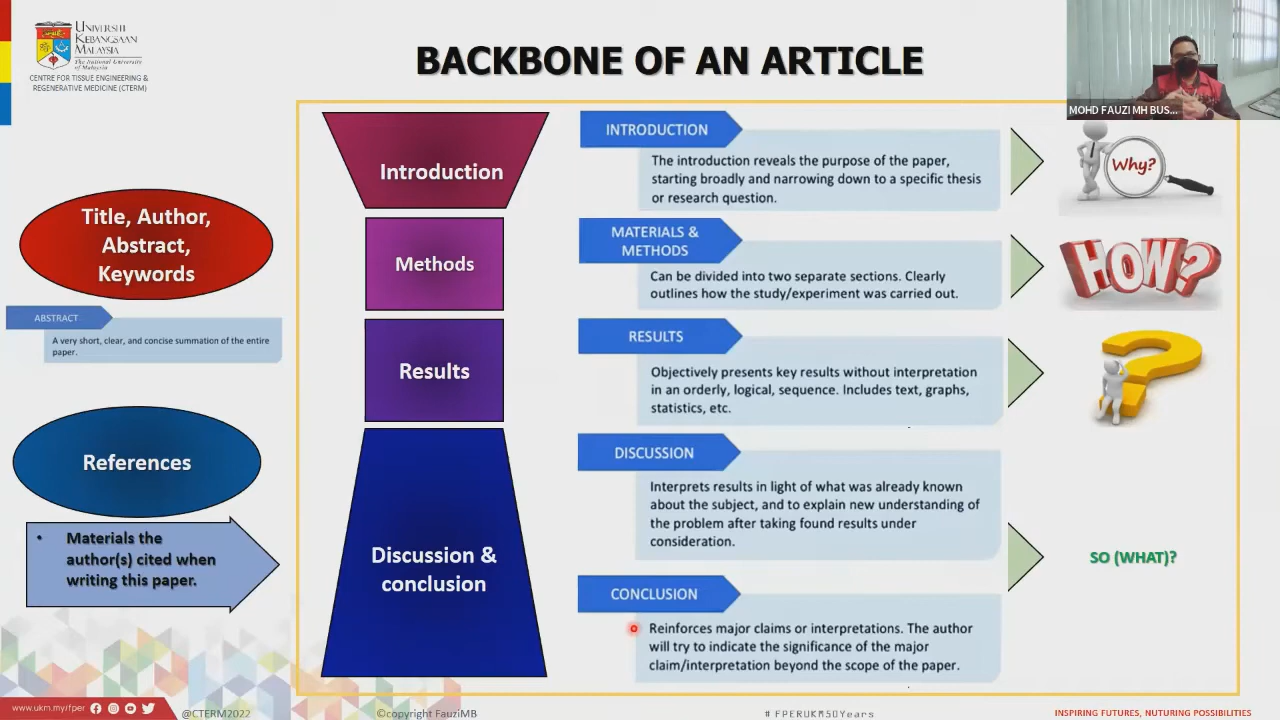 UNIVERSITI
KEBANGSAAN
MALAYSIA
The National University
of Malaysia
CENTRE FOR TISSUE ENGINEERING &
REGENERATIVE MEDICINE (CTERM)
BACKBONE OF AN ARTICLE
MOHD FAUZI MH BUS...
Title, Author,
Abstract,
Keywords
ABSTRACT
A very short, clear, and concise summation of the entire
paper.
References
• Materials the
author(s) cited when
writing this paper.
Introduction
Methods
Results
Discussion &
conclusion
INTRODUCTION
The introduction reveals the purpose of the paper,
starting broadly and narrowing down to a specific thesis
or research question.
Why?
MATERIALS &
METHODS
Can be divided into two separate sections. Clearly
outlines how the study/experiment was carried out.
HOW?
RESULTS
Objectively presents key results without interpretation
in an orderly, logical, sequence. Includes text, graphs,
statistics, etc.
?
DISCUSSION
Interprets results in light of what was already known
about the subject, and to explain new understanding of
the problem after taking found results under
consideration.
SO (WHAT)?
CONCLUSION
Reinforces major claims or interpretations. The author
will try to indicate the significance of the major
claim/interpretation beyond the scope of the paper.
www.ukm.my/fper
@CTERM2022
©copyright FauziMB
#FPERUKM50Years
INSPIRING FUTURES, NUTURING POSSIBILITIES